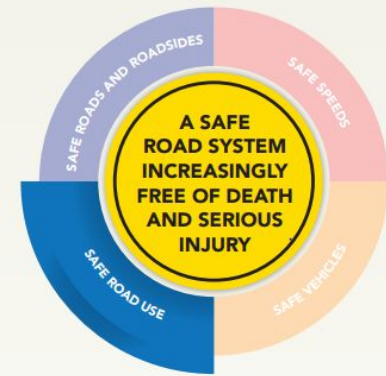 SAFE ROADS AND ROADSIDES
SAFE SPEEDS
A SAFE
ROAD SYSTEM
INCREASINGLY
FREE OF DEATH
AND SERIOUS
INJURY
SAFE ROAD USE
SAFE VEHICLES